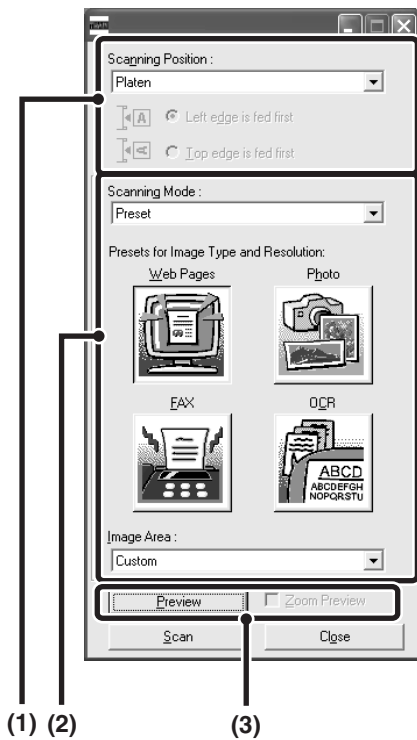 TWAIN
Scanning Position :
Platen
A Left edge is fed first
A Top edge is fed first
Scanning Mode :
Preset
Presets for Image Type and Resolution:
Web Pages Photo
FAX OCR
ABCD
ABCDEFGH
NOPQRSTU
Image Area :
Custom
Preview Zoom Preview
Scan Close
(1) (2) (3)